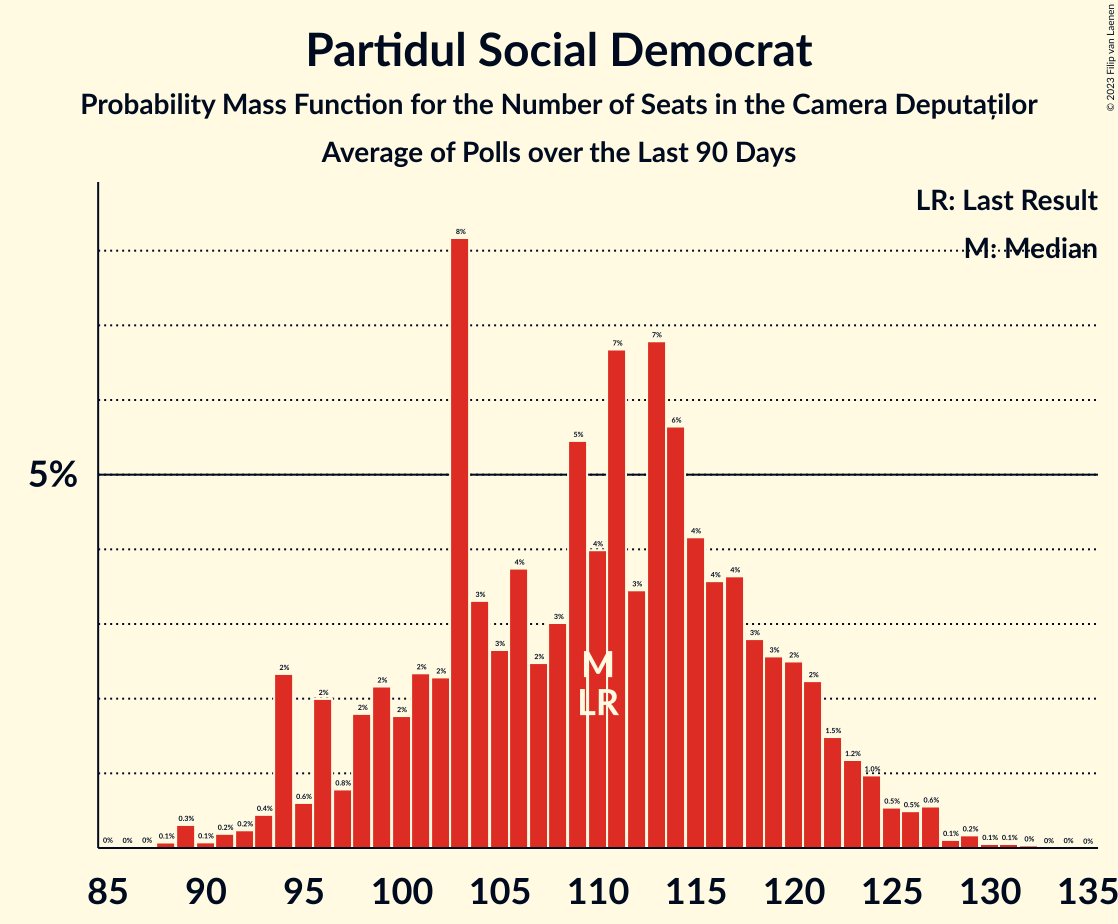 Partidul Social Democrat
Probability Mass Function for the Number of Seats in the Camera Deputaților
Average of Polls over the Last 90 Days
© 2023 Filip van Laenen
LR: Last Result
M: Median
5%
0% 0% 0% 0.1% 0.3% 0.1% 0.2% 0.2% 0.4% 2% 0.6% 2% 0.8% 2% 2% 2% 2% 2% 8% 3% 3% 4% 2% 3% 5% 4% 7% 3% 7% 6% 4% 4% 4% 3% 3% 2% 2% 1.5% 1.2% 1.0% 0.5% 0.5% 0.6% 0.1% 0.2% 0.1% 0.1% 0% 0% 0% 0%
M
LR
85 90 95 100 105 110 115 120 125 130 135